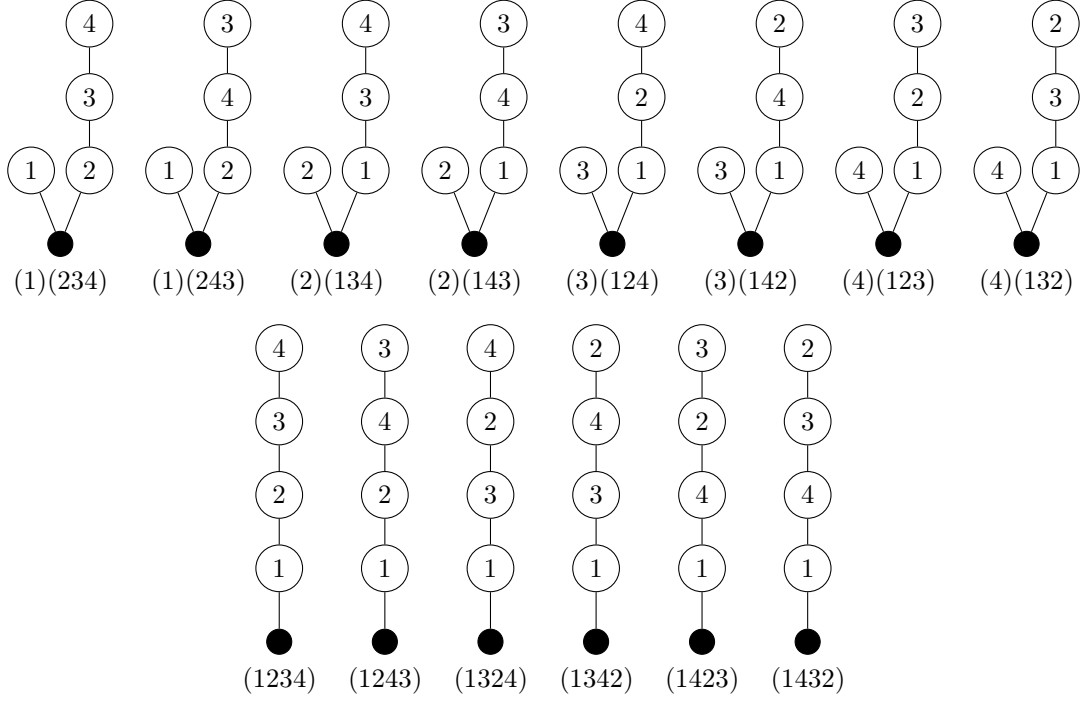 4 3 4 3 4 2 3 2
3 4 3 4 2 4 2 3
1 2 1 2 2 1 2 1 3 1 3 1 4 1 4 1
(1)(234) (1)(243) (2)(134) (2)(143) (3)(124) (3)(142) (4)(123) (4)(132)
4 3 4 2 3 2
3 4 2 4 2 3
2 2 3 3 4 4
1 1 1 1 1 1
(1234) (1243) (1324) (1342) (1423) (1432)